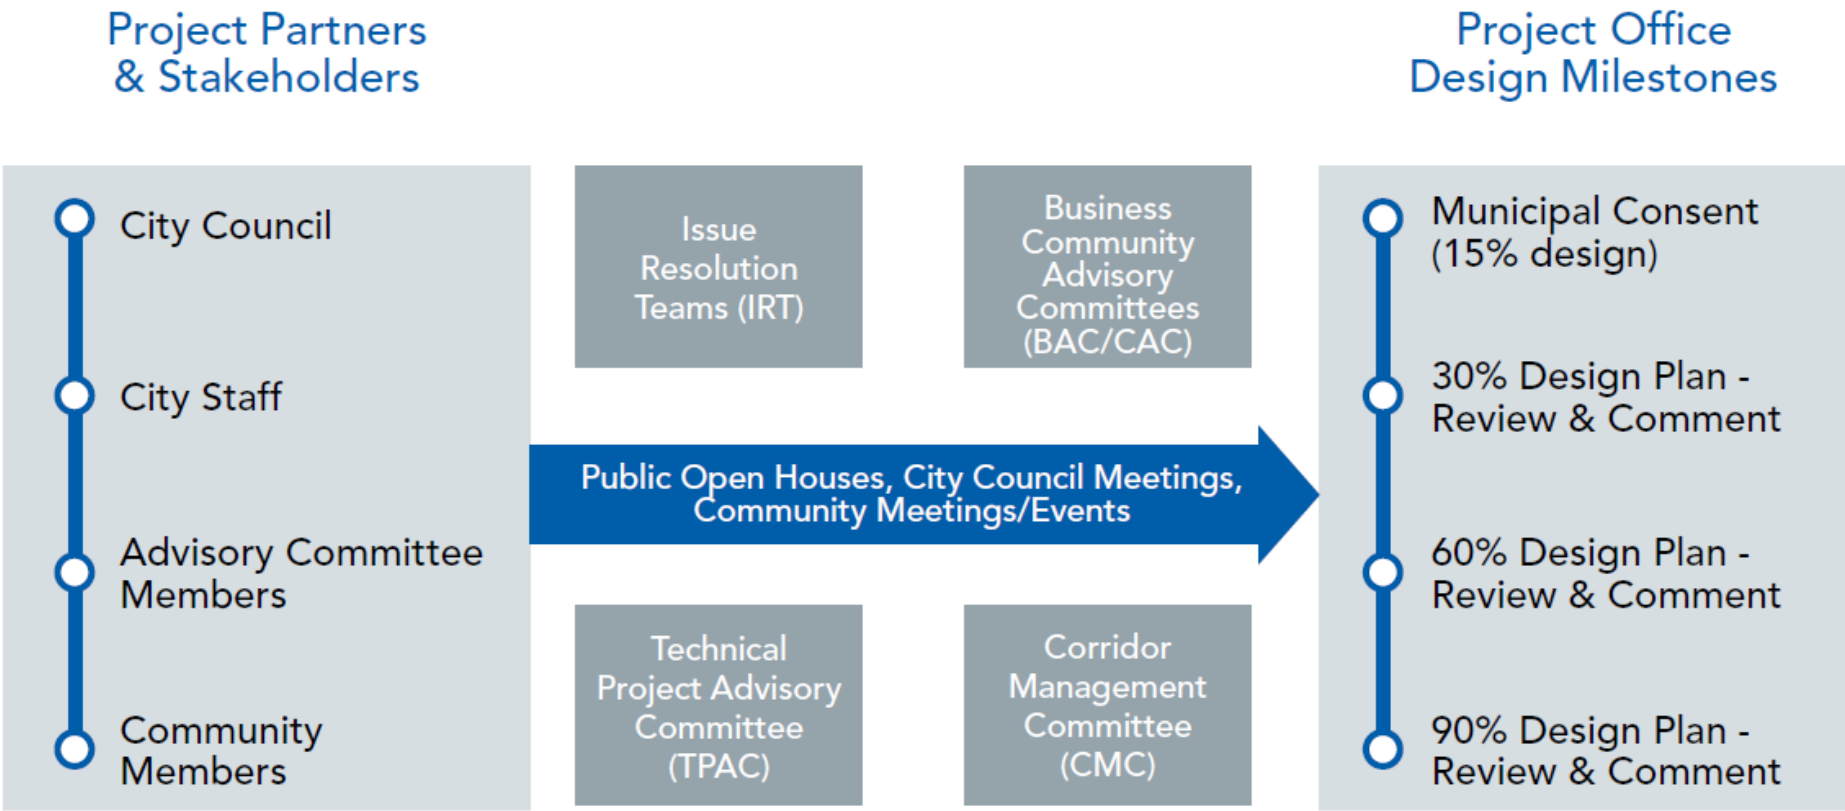 Project Partners
& Stakeholders
Project Office
Design Milestones
City Council
City Staff
Advisory Committee
Members
Community
Members
Issue
Resolution
Teams (IRT)
Business
Community
Advisory
Committees
(BAC/CAC)
Public Open Houses, City Council Meetings,
Community Meetings/Events
Technical
Project Advisory
Committee
(TPAC)
Corridor
Management
Committee
(CMC)
Municipal Consent
(15% design)
30% Design Plan -
Review & Comment
60% Design Plan -
Review & Comment
90% Design Plan -
Review & Comment